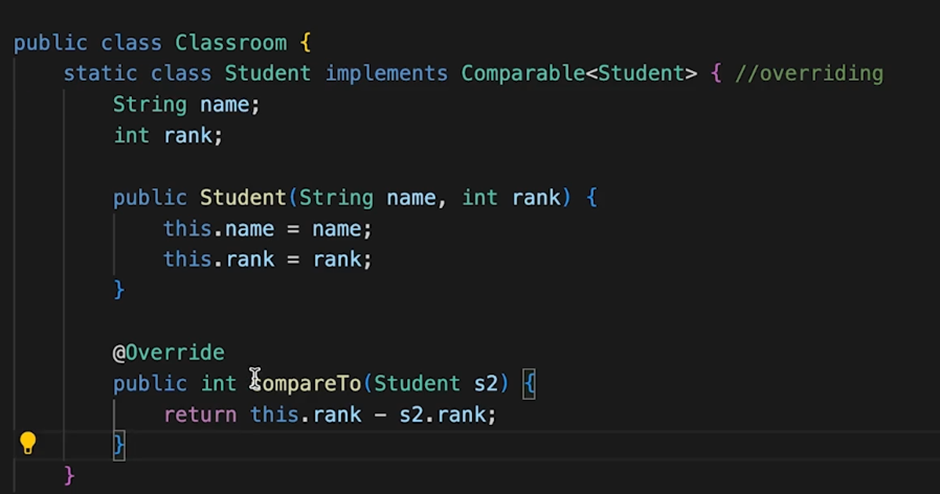 public class Classroom {
static class Student implements Comparable<Student> { //overriding
String name;
int rank;
public Student(String name, int rank) {
this.name = name;
this.rank = rank;
}
@Override
public int compareTo(Student s2) {
return this.rank - s2.rank;
}
}